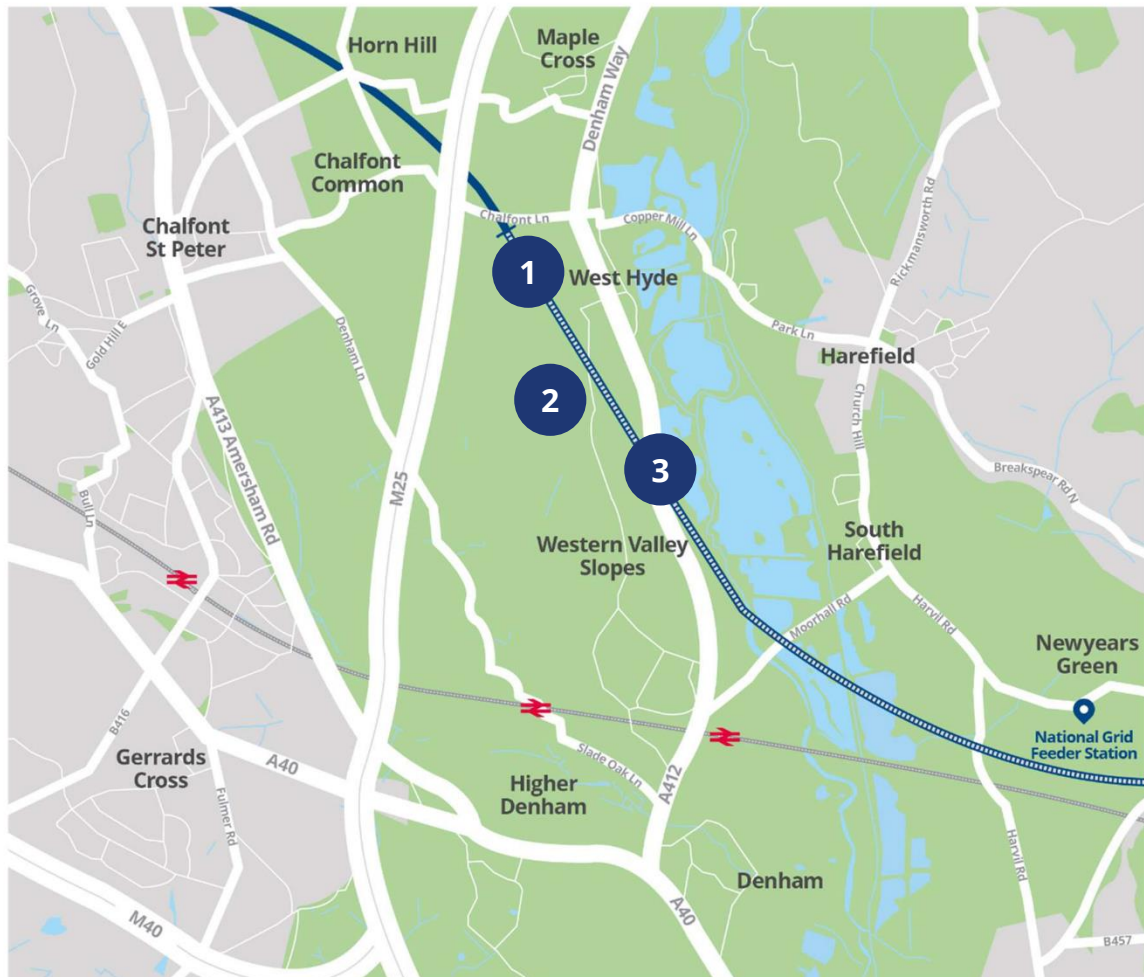 Horn Hill
Maple
Cross
Denham Way
Chalfont
Common
Chalfont Ln
Copper Mill Ln
Chalfont
St Peter
1
West Hyde
Rickmansworth Rd
Grove Ln
Gold Hill E
Denham Ln
Park Ln
Harefield
2
A413 Amersham Rd
Church Hill
3
Breakspear Rd N
M25
Bull Ln
South
Harefield
Western Valley
Slopes
Moorhall Rd
Harvil Rd
Newyears
Green
B416
National Grid
Feeder Station
Gerrards
Cross
A40
Slade Oak Ln
Higher
Denham
A412
Fulmer Rd
Harvil Rd
Denham
A40
M40
B457